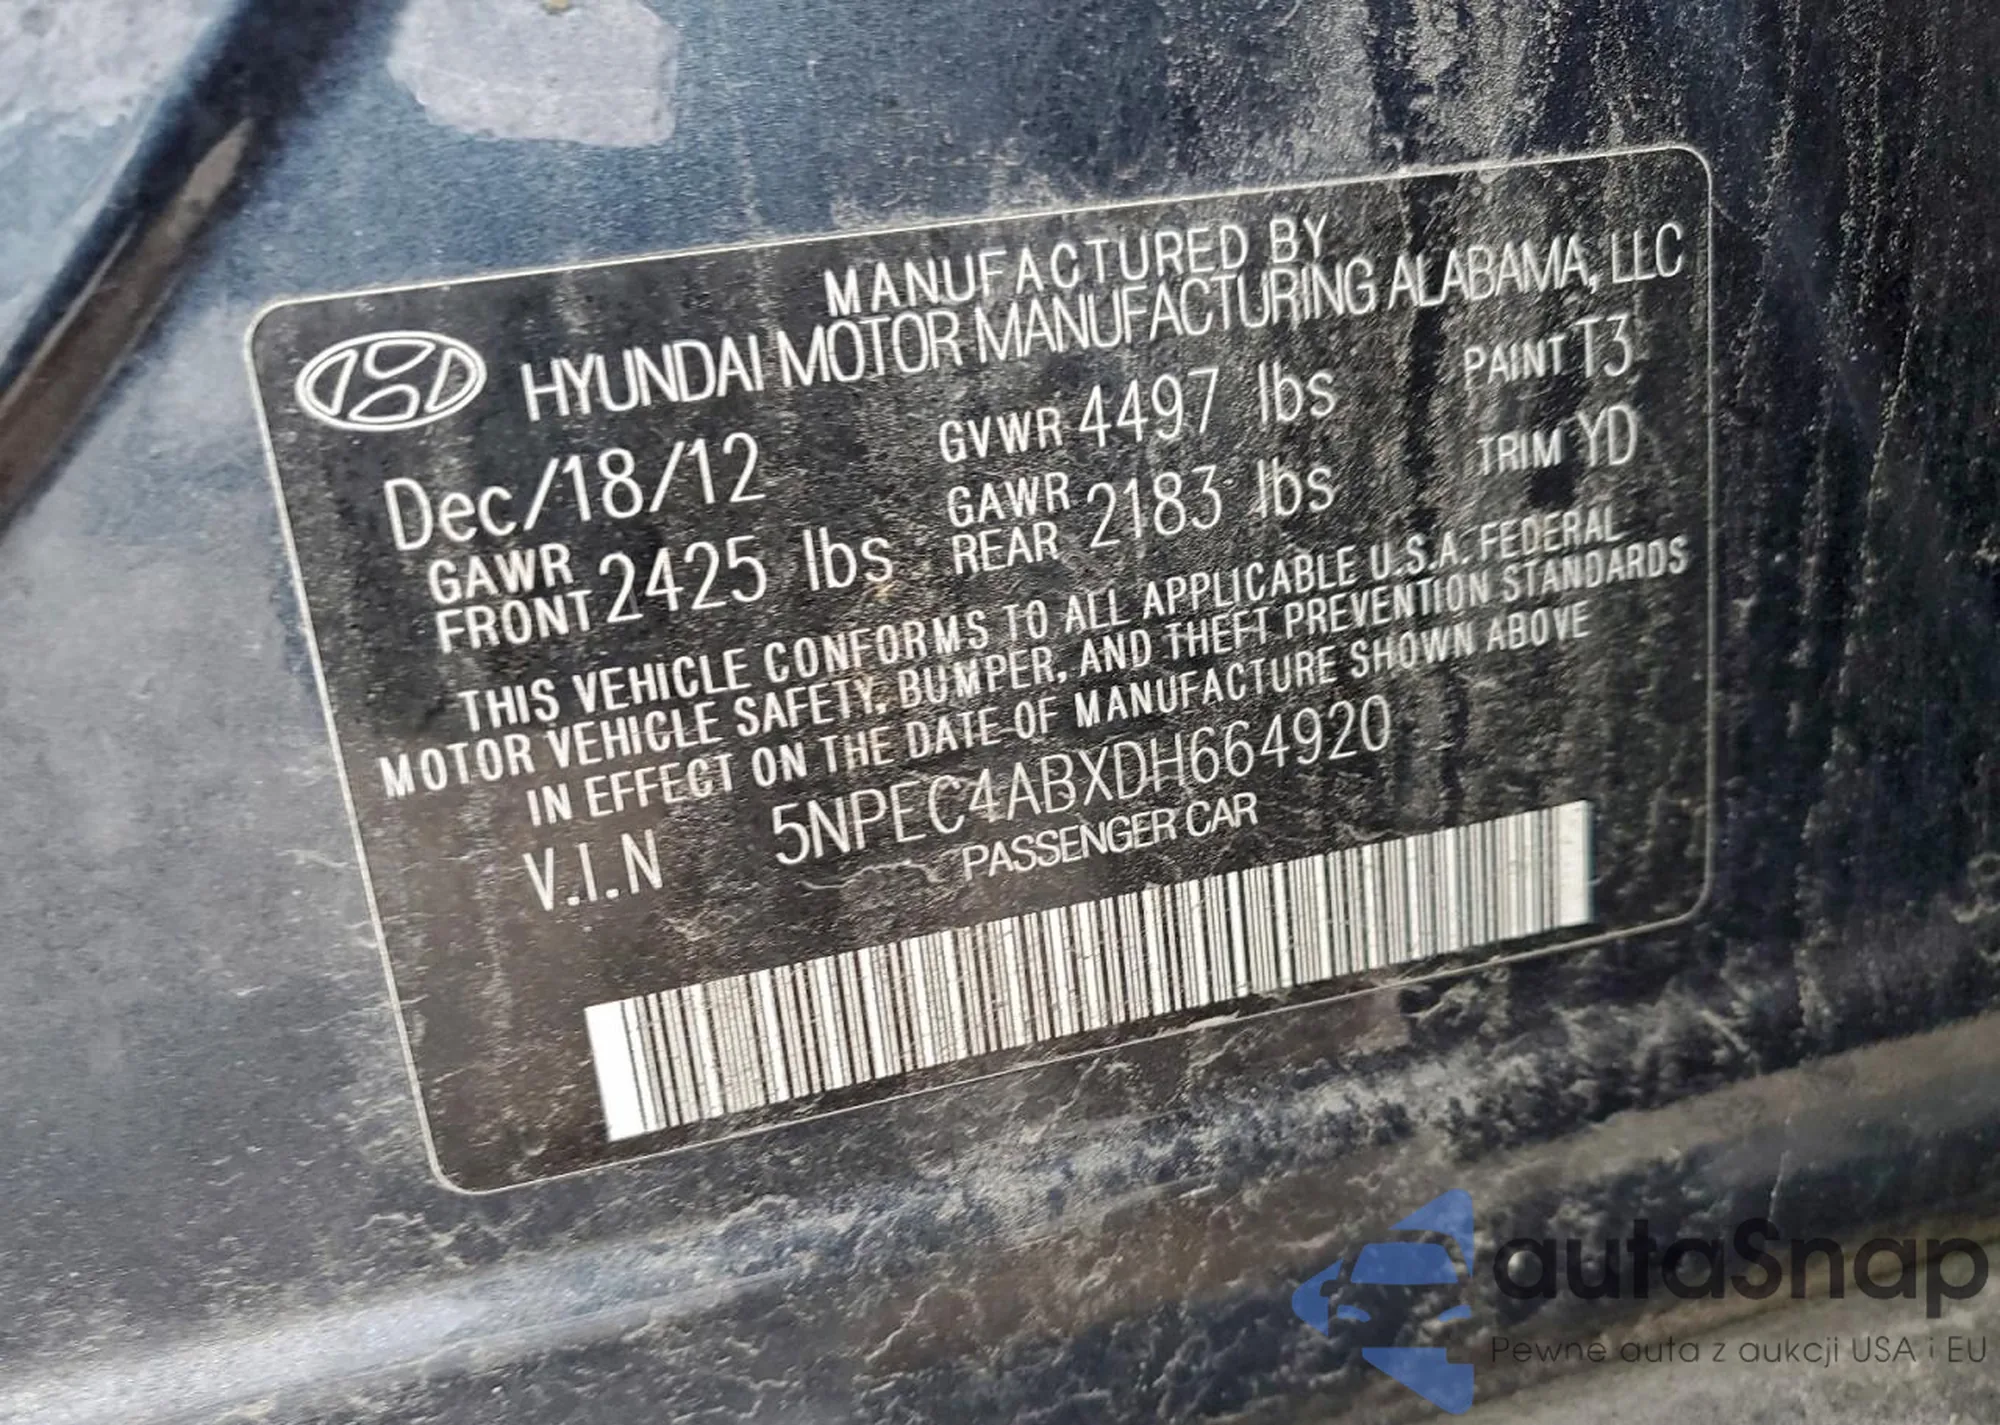 MANUFACTURED BY
HYUNDAI MOTOR MANUFACTURING ALABAMA, LLC
Dec/18/12 GVWR 4497 lbs PAINT T3
GAWR FRONT 2425 lbs GAWR REAR 2183 lbs TRIM YD
THIS VEHICLE CONFORMS TO ALL APPLICABLE U.S.A. FEDERAL
MOTOR VEHICLE SAFETY, BUMPER, AND THEFT PREVENTION STANDARDS
IN EFFECT ON THE DATE OF MANUFACTURE SHOWN ABOVE
V.I.N 5NPEC4ABXDH664920
PASSENGER CAR
autaSnap
Pewne auta z aukcji USA i EU